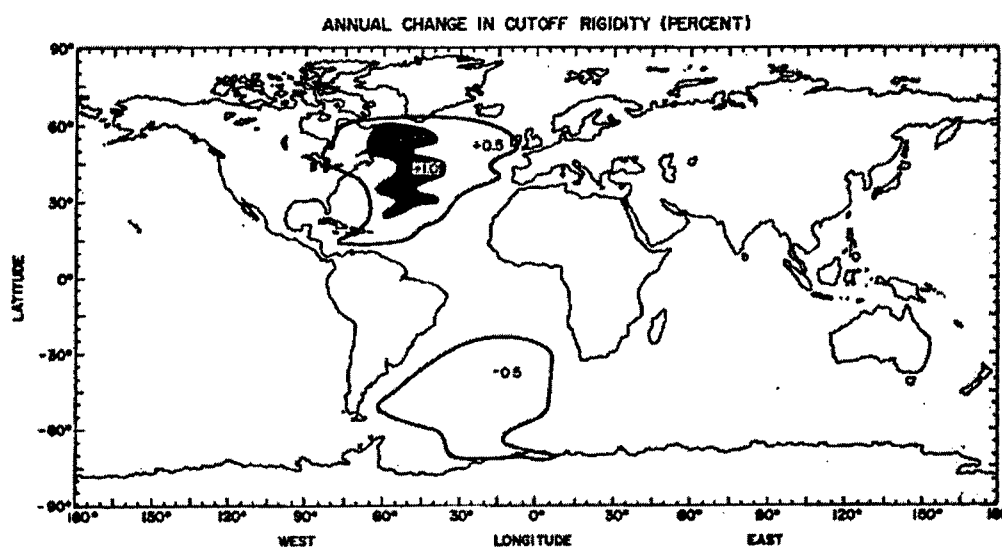 ANNUAL CHANGE IN CUTOFF RIGIDITY (PERCENT)
90°
60°
30°
0°
-30°
-60°
-90°
LATITUDE
+0.5
+1.0
-0.5
180° 150° 120° 90° 60° 30° 0° 30° 60° 90° 120° 150° 180
WEST LONGITUDE EAST